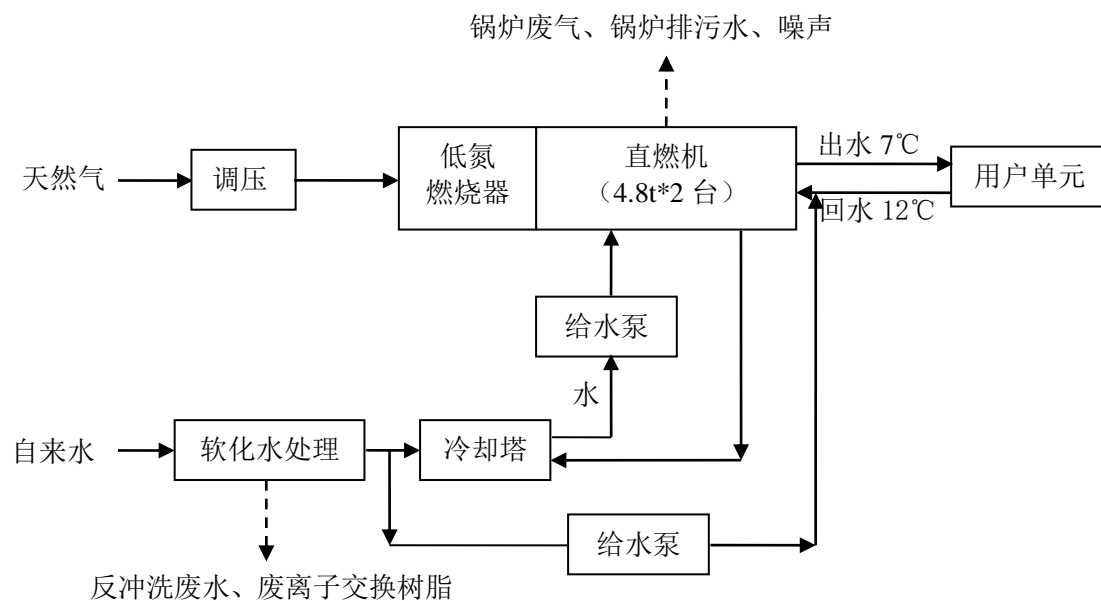 锅炉废气、锅炉排污水、噪声
天然气
调压
低氮
燃烧器
直燃机
（4.8t*2 台）
出水 7℃
回水 12℃
用户单元
给水泵
水
自来水
软化水处理
冷却塔
给水泵
反冲洗废水、废离子交换树脂